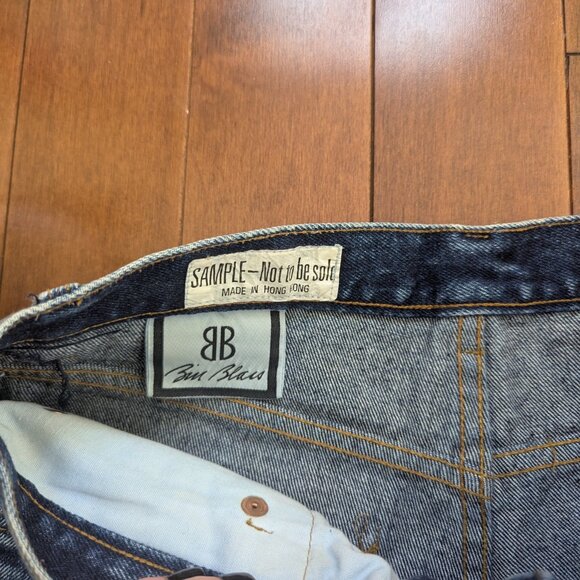 SAMPLE—Not to be sold
MADE IN HONG KONG
BB
Bill Blass